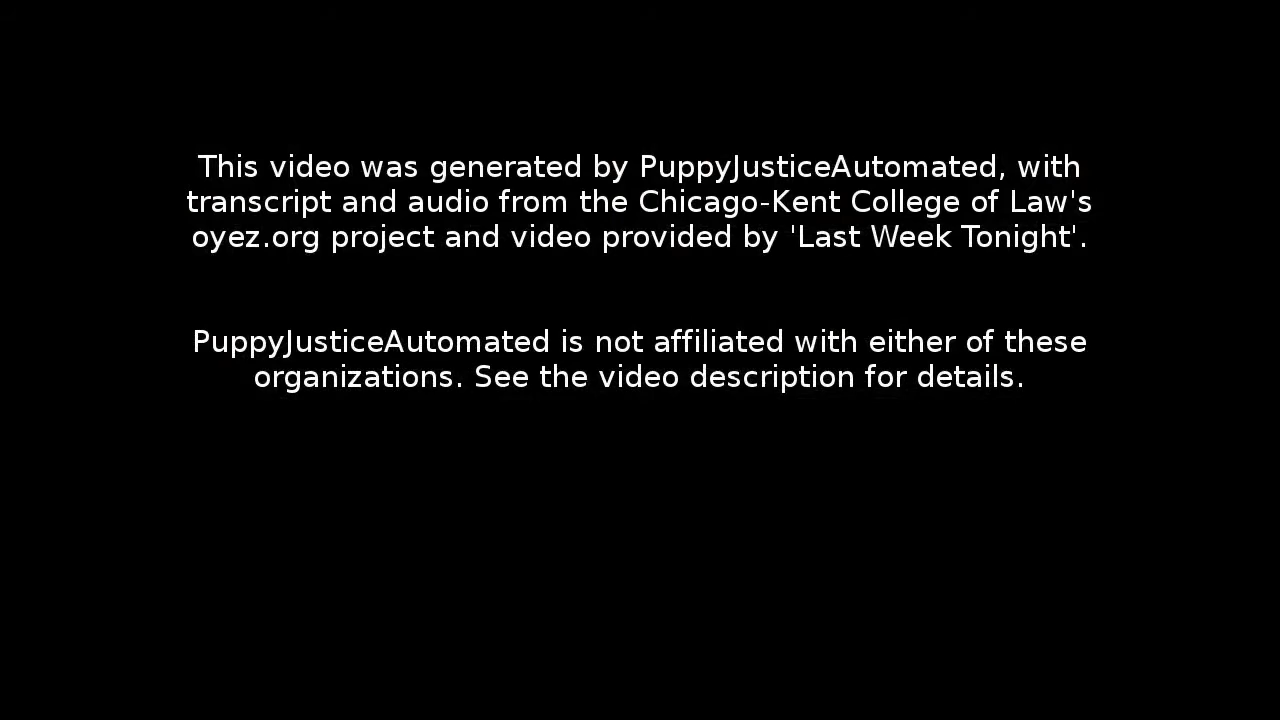 This video was generated by PuppyJusticeAutomated, with
transcript and audio from the Chicago-Kent College of Law's
oyez.org project and video provided by 'Last Week Tonight'.
PuppyJusticeAutomated is not affiliated with either of these
organizations. See the video description for details.